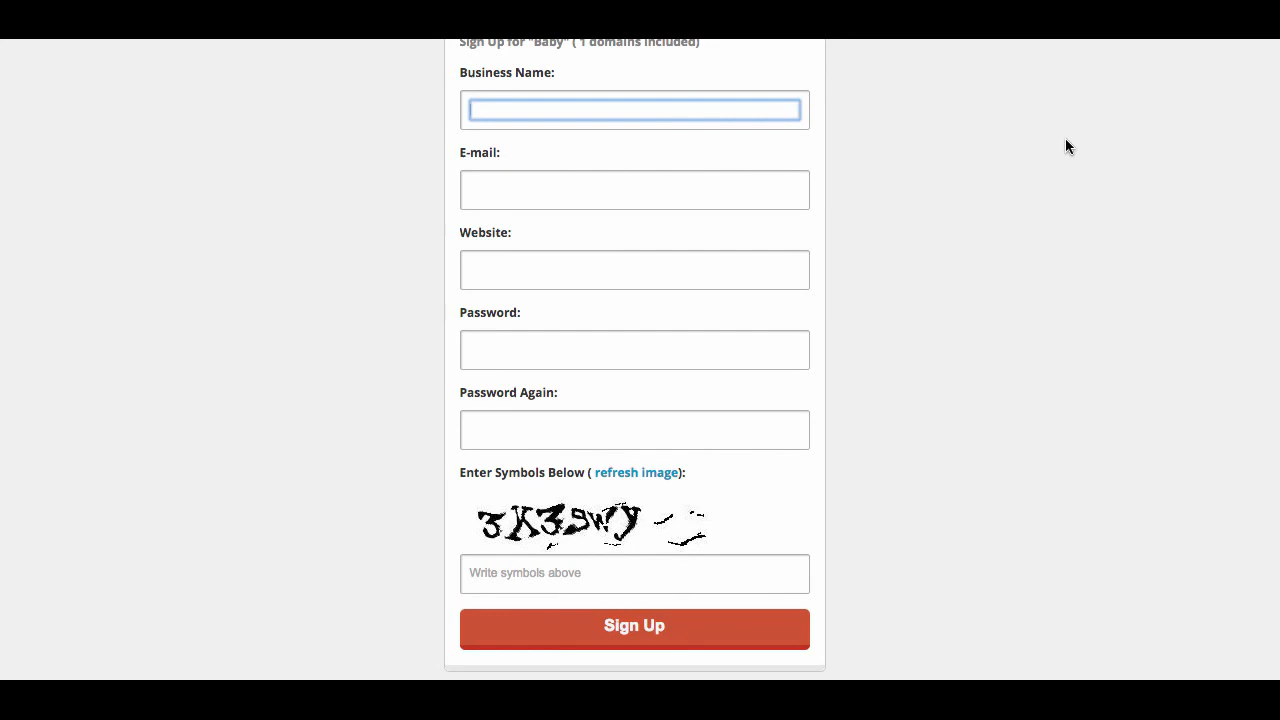 Sign Up for "Baby" ( 1 domains included)
Business Name:
E-mail:
Website:
Password:
Password Again:
Enter Symbols Below ( refresh image):
Write symbols above
Sign Up